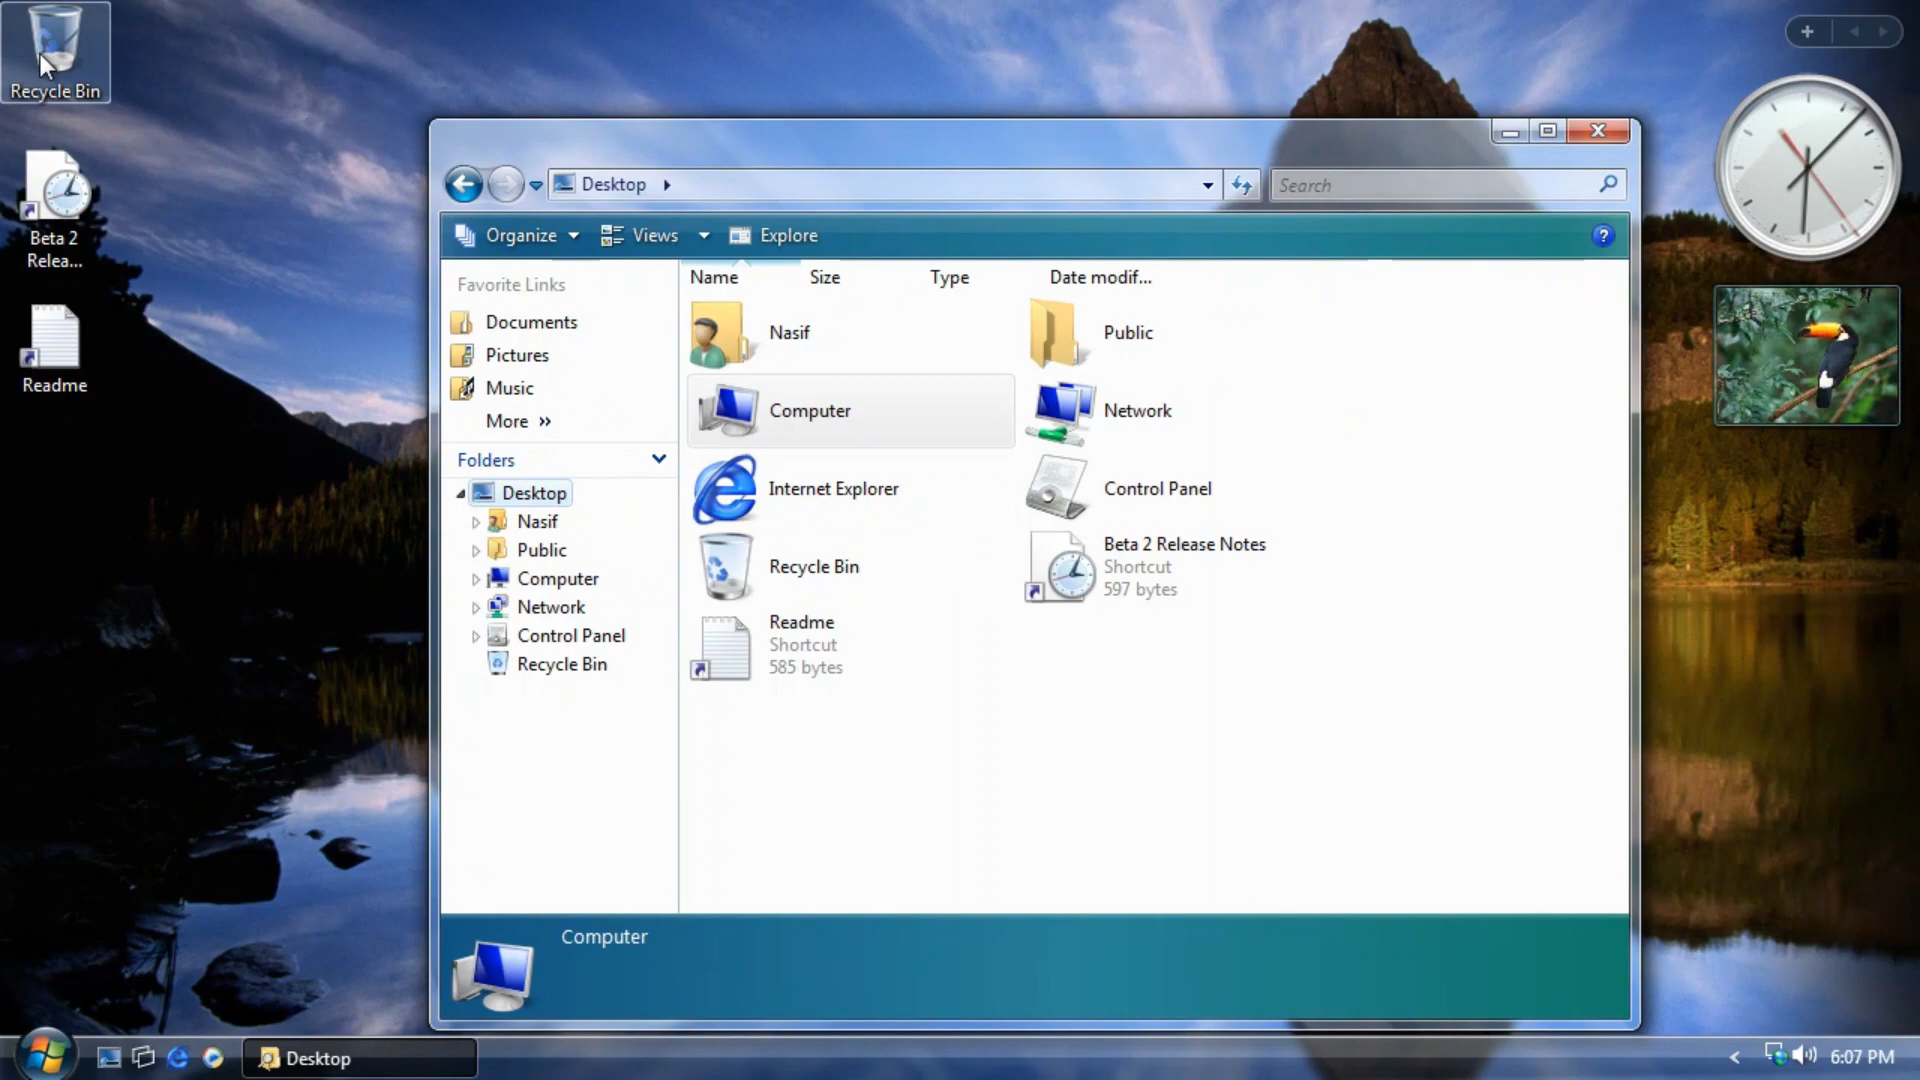 Recycle Bin
Beta 2
Relea...
Readme
Desktop
Search
Organize
Views
Explore
?
Favorite Links
Documents
Pictures
Music
More »
Folders
Desktop
Nasif
Public
Computer
Network
Control Panel
Recycle Bin
Name Size Type Date modif...
Nasif
Public
Computer
Network
Internet Explorer
Control Panel
Recycle Bin
Beta 2 Release Notes
Shortcut
597 bytes
Readme
Shortcut
585 bytes
Computer
Desktop
6:07 PM